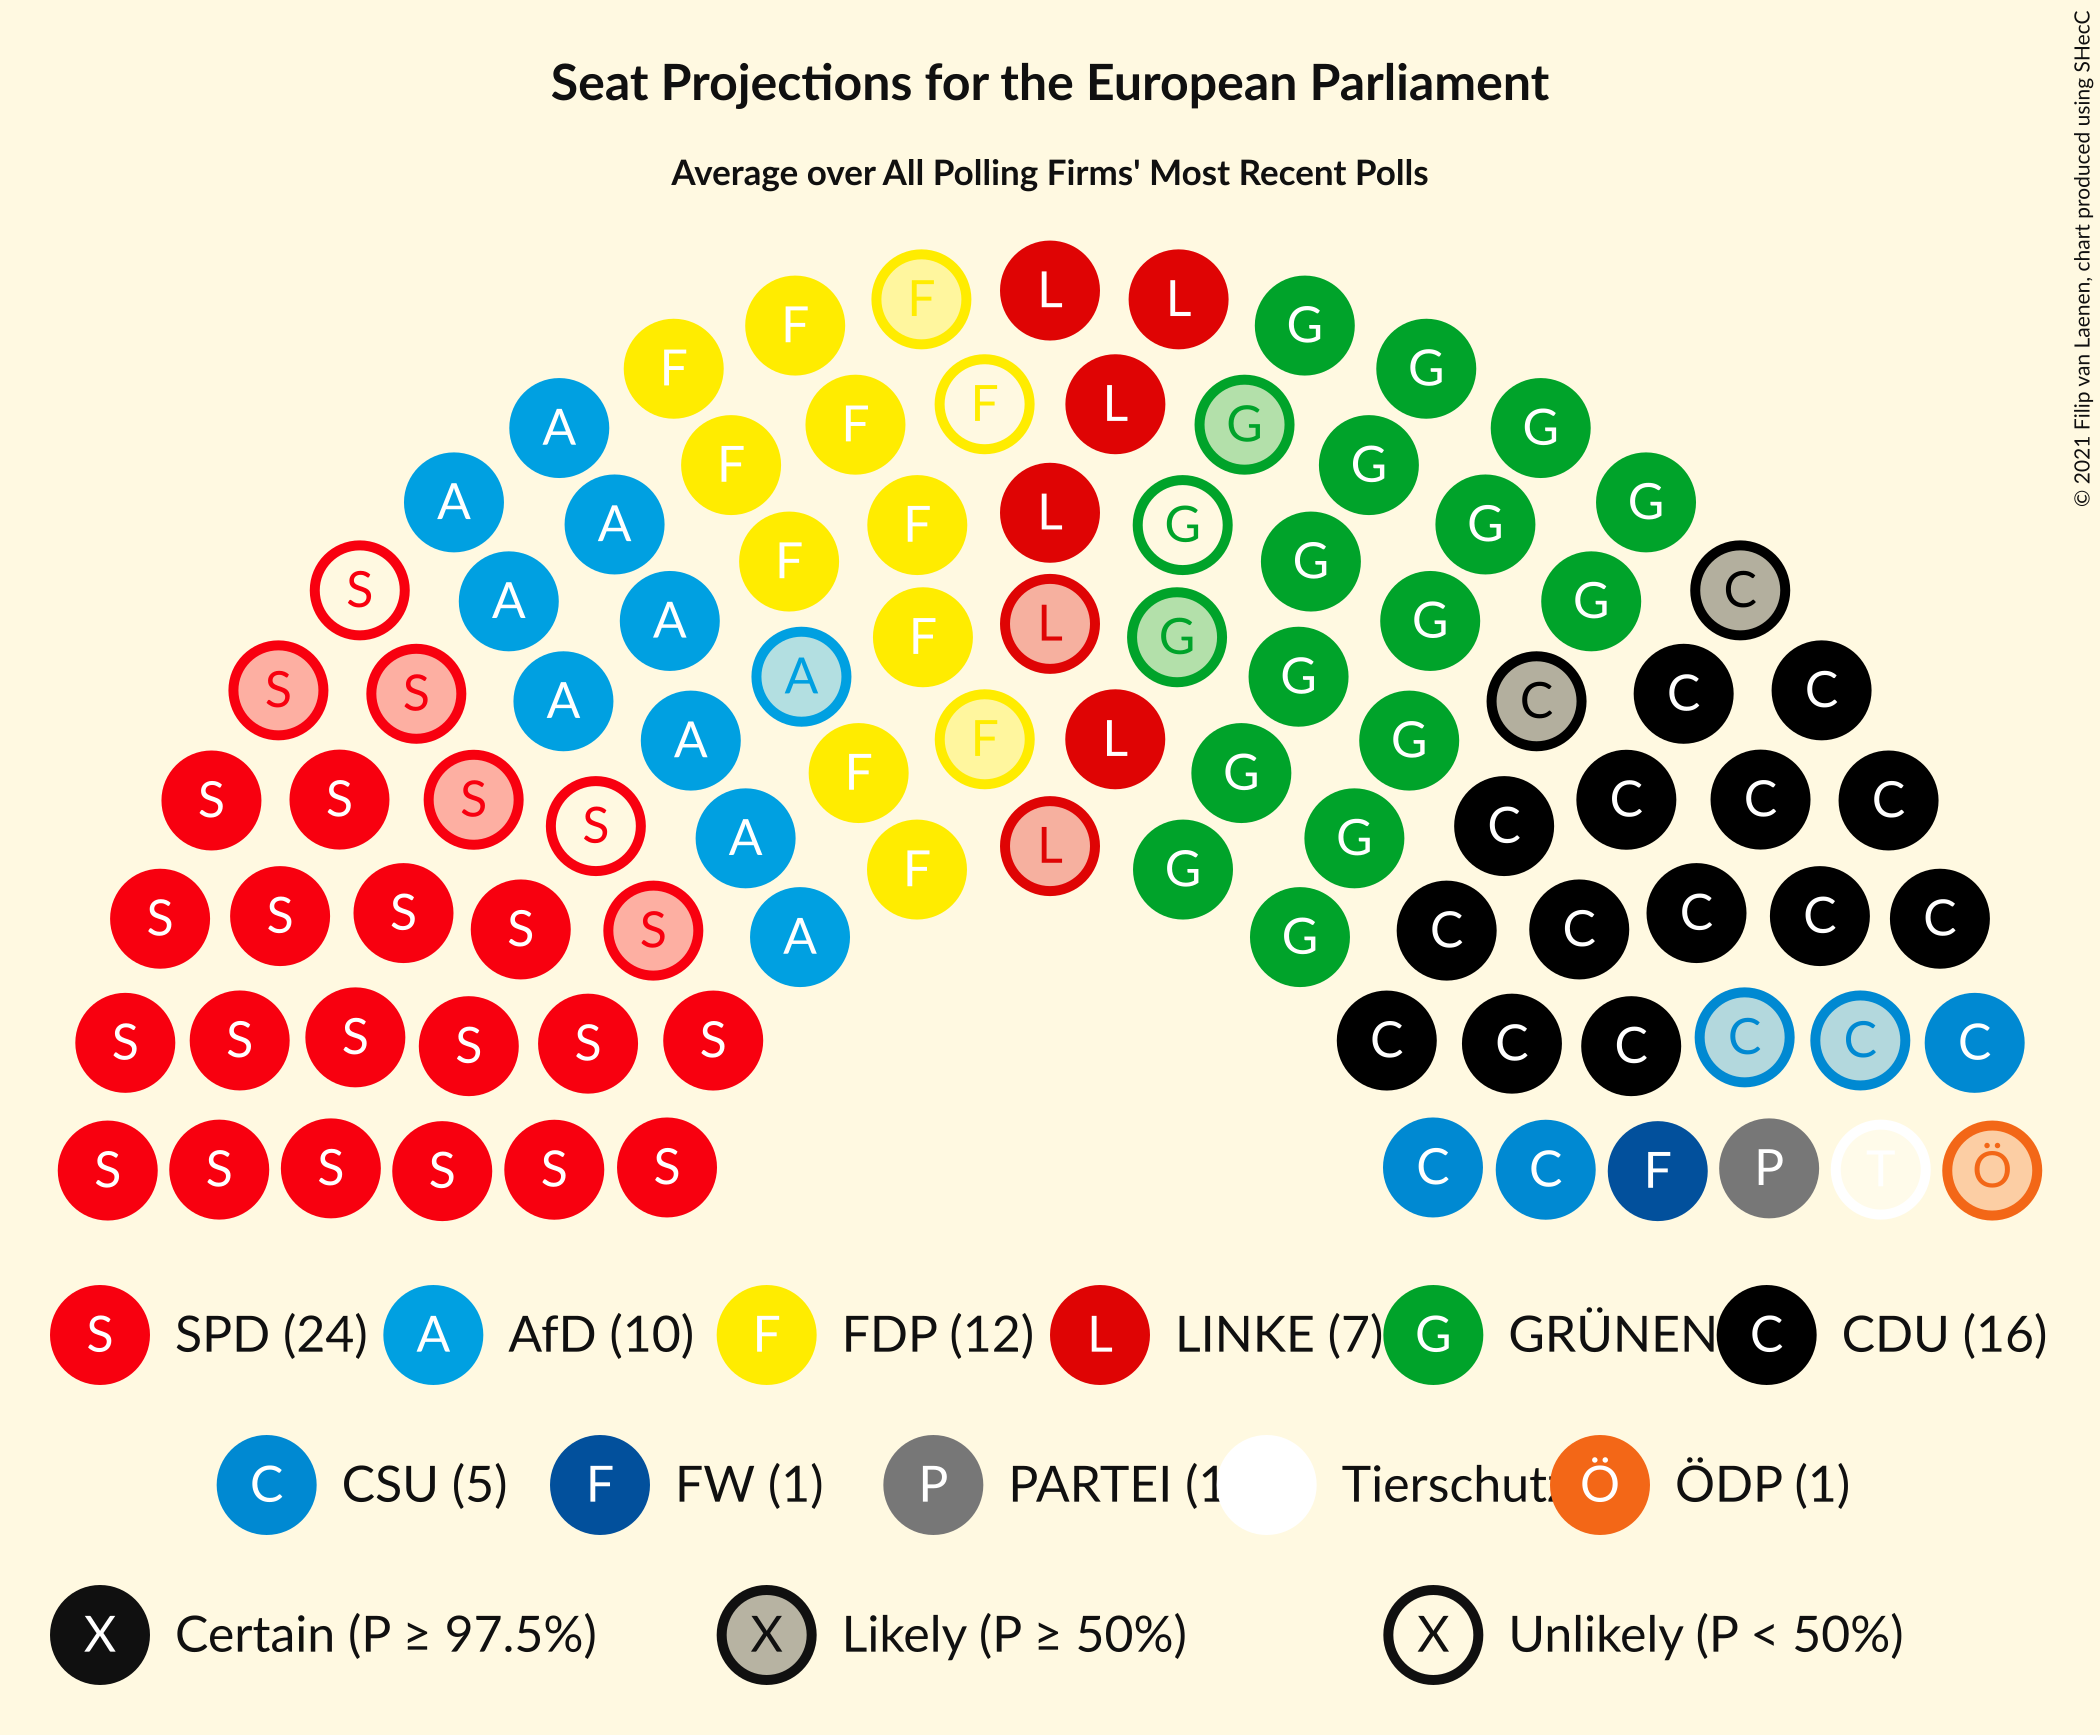 Seat Projections for the European Parliament
Average over All Polling Firms' Most Recent Polls
© 2021 Filip van Laenen, chart produced using SHecC
F L L
F G
F G
A F F L G G
F G
A A F L G G G
S A F G G C
A F L G G
S S A A G C C C
A F F L G G
S S S S A L G C C C C
S S S S S A F G G C C C C C
S S S S S S C C C C C C
S S S S S S C C F P T Ö
S SPD (24) A AfD (10) F FDP (12) L LINKE (7) G GRÜNEN C CDU (16)
C CSU (5) F FW (1) P PARTEI (1 Tierschutz Ö ÖDP (1)
X Certain (P ≥ 97.5%) X Likely (P ≥ 50%) X Unlikely (P < 50%)